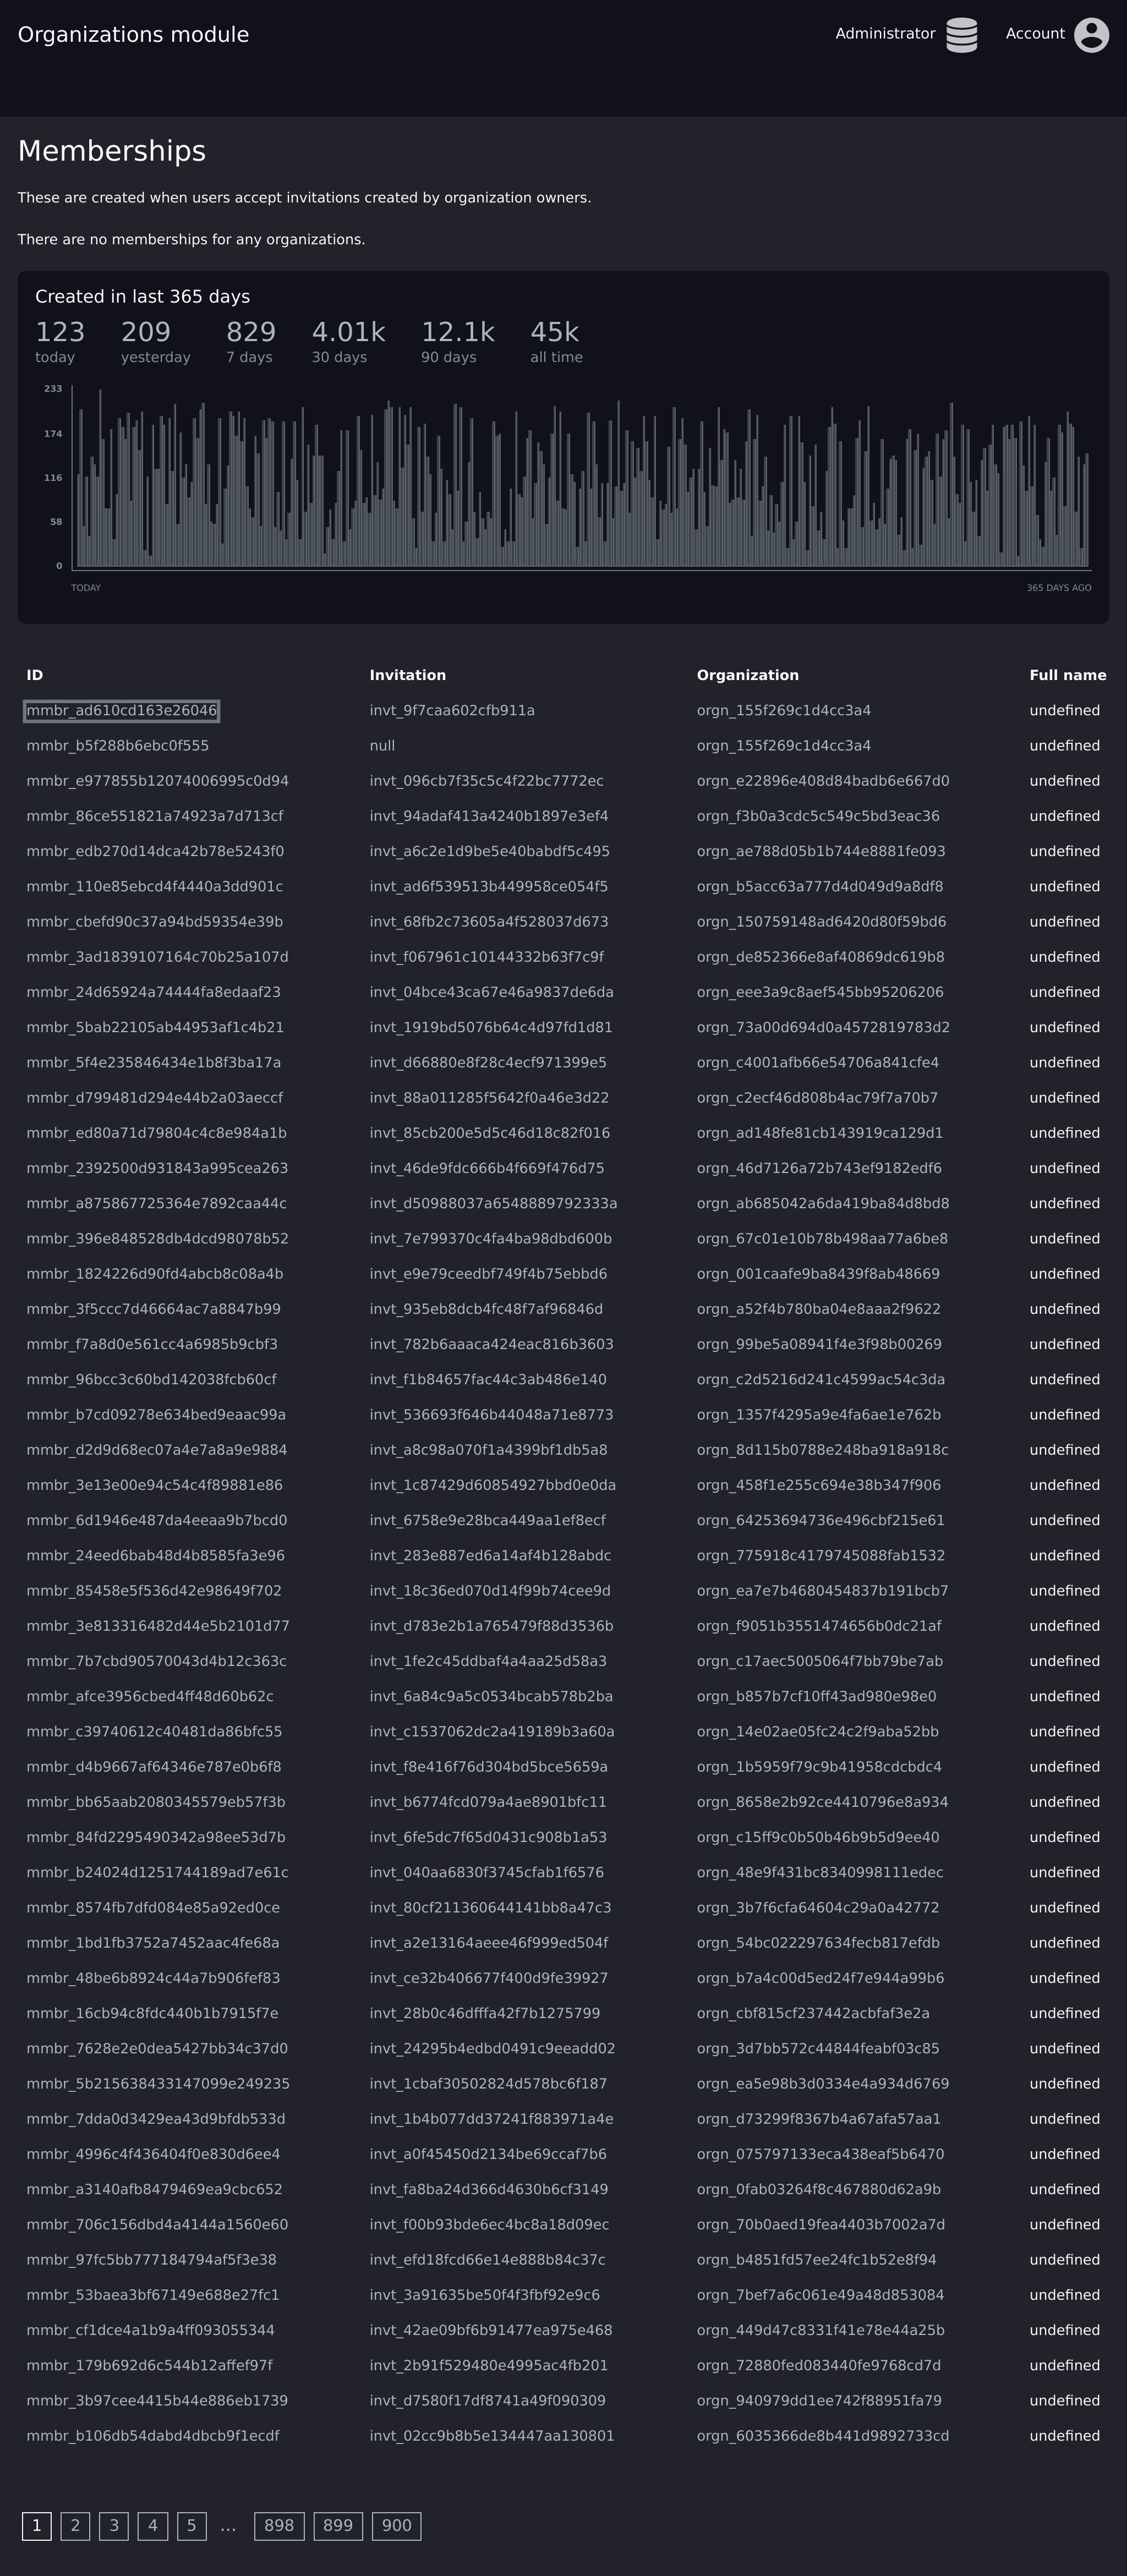 Organizations module Administrator Account
Memberships
These are created when users accept invitations created by organization owners.
There are no memberships for any organizations.
Created in last 365 days
123 209 829 4.01k 12.1k 45k
today yesterday 7 days 30 days 90 days all time
233
174
116
58
0
TODAY 365 DAYS AGO
ID Invitation Organization Full name
mmbr_ad610cd163e26046 invt_9f7caa602cfb911a orgn_155f269c1d4cc3a4 undefined
mmbr_b5f288b6ebc0f555 null orgn_155f269c1d4cc3a4 undefined
mmbr_e977855b12074006995c0d94 invt_096cb7f35c5c4f22bc7772ec orgn_e22896e408d84badb6e667d0 undefined
mmbr_86ce551821a74923a7d713cf invt_94adaf413a4240b1897e3ef4 orgn_f3b0a3cdc5c549c5bd3eac36 undefined
mmbr_edb270d14dca42b78e5243f0 invt_a6c2e1d9be5e40babdf5c495 orgn_ae788d05b1b744e8881fe093 undefined
mmbr_110e85ebcd4f4440a3dd901c invt_ad6f539513b449958ce054f5 orgn_b5acc63a777d4d049d9a8df8 undefined
mmbr_cbefd90c37a94bd59354e39b invt_68fb2c73605a4f528037d673 orgn_150759148ad6420d80f59bd6 undefined
mmbr_3ad1839107164c70b25a107d invt_f067961c10144332b63f7c9f orgn_de852366e8af40869dc619b8 undefined
mmbr_24d65924a74444fa8edaaf23 invt_04bce43ca67e46a9837de6da orgn_eee3a9c8aef545bb95206206 undefined
mmbr_5bab22105ab44953af1c4b21 invt_1919bd5076b64c4d97fd1d81 orgn_73a00d694d0a4572819783d2 undefined
mmbr_5f4e235846434e1b8f3ba17a invt_d66880e8f28c4ecf971399e5 orgn_c4001afb66e54706a841cfe4 undefined
mmbr_d799481d294e44b2a03aeccf invt_88a011285f5642f0a46e3d22 orgn_c2ecf46d808b4ac79f7a70b7 undefined
mmbr_ed80a71d79804c4c8e984a1b invt_85cb200e5d5c46d18c82f016 orgn_ad148fe81cb143919ca129d1 undefined
mmbr_2392500d931843a995cea263 invt_46de9fdc666b4f669f476d75 orgn_46d7126a72b743ef9182edf6 undefined
mmbr_a875867725364e7892caa44c invt_d50988037a6548889792333a orgn_ab685042a6da419ba84d8bd8 undefined
mmbr_396e848528db4dcd98078b52 invt_7e799370c4fa4ba98dbd600b orgn_67c01e10b78b498aa77a6be8 undefined
mmbr_1824226d90fd4abcb8c08a4b invt_e9e79ceedbf749f4b75ebbd6 orgn_001caafe9ba8439f8ab48669 undefined
mmbr_3f5ccc7d46664ac7a8847b99 invt_935eb8dcb4fc48f7af96846d orgn_a52f4b780ba04e8aaa2f9622 undefined
mmbr_f7a8d0e561cc4a6985b9cbf3 invt_782b6aaaca424eac816b3603 orgn_99be5a08941f4e3f98b00269 undefined
mmbr_96bcc3c60bd142038fcb60cf invt_f1b84657fac44c3ab486e140 orgn_c2d5216d241c4599ac54c3da undefined
mmbr_b7cd09278e634bed9eaac99a invt_536693f646b44048a71e8773 orgn_1357f4295a9e4fa6ae1e762b undefined
mmbr_d2d9d68ec07a4e7a8a9e9884 invt_a8c98a070f1a4399bf1db5a8 orgn_8d115b0788e248ba918a918c undefined
mmbr_3e13e00e94c54c4f89881e86 invt_1c87429d60854927bbd0e0da orgn_458f1e255c694e38b347f906 undefined
mmbr_6d1946e487da4eeaa9b7bcd0 invt_6758e9e28bca449aa1ef8ecf orgn_64253694736e496cbf215e61 undefined
mmbr_24eed6bab48d4b8585fa3e96 invt_283e887ed6a14af4b128abdc orgn_775918c4179745088fab1532 undefined
mmbr_85458e5f536d42e98649f702 invt_18c36ed070d14f99b74cee9d orgn_ea7e7b4680454837b191bcb7 undefined
mmbr_3e813316482d44e5b2101d77 invt_d783e2b1a765479f88d3536b orgn_f9051b3551474656b0dc21af undefined
mmbr_7b7cbd90570043d4b12c363c invt_1fe2c45ddbaf4a4aa25d58a3 orgn_c17aec5005064f7bb79be7ab undefined
mmbr_afce3956cbed4ff48d60b62c invt_6a84c9a5c0534bcab578b2ba orgn_b857b7cf10ff43ad980e98e0 undefined
mmbr_c39740612c40481da86bfc55 invt_c1537062dc2a419189b3a60a orgn_14e02ae05fc24c2f9aba52bb undefined
mmbr_d4b9667af64346e787e0b6f8 invt_f8e416f76d304bd5bce5659a orgn_1b5959f79c9b41958cdcbdc4 undefined
mmbr_bb65aab2080345579eb57f3b invt_b6774fcd079a4ae8901bfc11 orgn_8658e2b92ce4410796e8a934 undefined
mmbr_84fd2295490342a98ee53d7b invt_6fe5dc7f65d0431c908b1a53 orgn_c15ff9c0b50b46b9b5d9ee40 undefined
mmbr_b24024d1251744189ad7e61c invt_040aa6830f3745cfab1f6576 orgn_48e9f431bc8340998111edec undefined
mmbr_8574fb7dfd084e85a92ed0ce invt_80cf211360644141bb8a47c3 orgn_3b7f6cfa64604c29a0a42772 undefined
mmbr_1bd1fb3752a7452aac4fe68a invt_a2e13164aeee46f999ed504f orgn_54bc022297634fecb817efdb undefined
mmbr_48be6b8924c44a7b906fef83 invt_ce32b406677f400d9fe39927 orgn_b7a4c00d5ed24f7e944a99b6 undefined
mmbr_16cb94c8fdc440b1b7915f7e invt_28b0c46dfffa42f7b1275799 orgn_cbf815cf237442acbfaf3e2a undefined
mmbr_7628e2e0dea5427bb34c37d0 invt_24295b4edbd0491c9eeadd02 orgn_3d7bb572c44844feabf03c85 undefined
mmbr_5b215638433147099e249235 invt_1cbaf30502824d578bc6f187 orgn_ea5e98b3d0334e4a934d6769 undefined
mmbr_7dda0d3429ea43d9bfdb533d invt_1b4b077dd37241f883971a4e orgn_d73299f8367b4a67afa57aa1 undefined
mmbr_4996c4f436404f0e830d6ee4 invt_a0f45450d2134be69ccaf7b6 orgn_075797133eca438eaf5b6470 undefined
mmbr_a3140afb8479469ea9cbc652 invt_fa8ba24d366d4630b6cf3149 orgn_0fab03264f8c467880d62a9b undefined
mmbr_706c156dbd4a4144a1560e60 invt_f00b93bde6ec4bc8a18d09ec orgn_70b0aed19fea4403b7002a7d undefined
mmbr_97fc5bb777184794af5f3e38 invt_efd18fcd66e14e888b84c37c orgn_b4851fd57ee24fc1b52e8f94 undefined
mmbr_53baea3bf67149e688e27fc1 invt_3a91635be50f4f3fbf92e9c6 orgn_7bef7a6c061e49a48d853084 undefined
mmbr_cf1dce4a1b9a4ff093055344 invt_42ae09bf6b91477ea975e468 orgn_449d47c8331f41e78e44a25b undefined
mmbr_179b692d6c544b12affef97f invt_2b91f529480e4995ac4fb201 orgn_72880fed083440fe9768cd7d undefined
mmbr_3b97cee4415b44e886eb1739 invt_d7580f17df8741a49f090309 orgn_940979dd1ee742f88951fa79 undefined
mmbr_b106db54dabd4dbcb9f1ecdf invt_02cc9b8b5e134447aa130801 orgn_6035366de8b441d9892733cd undefined
1 2 3 4 5 ... 898 899 900